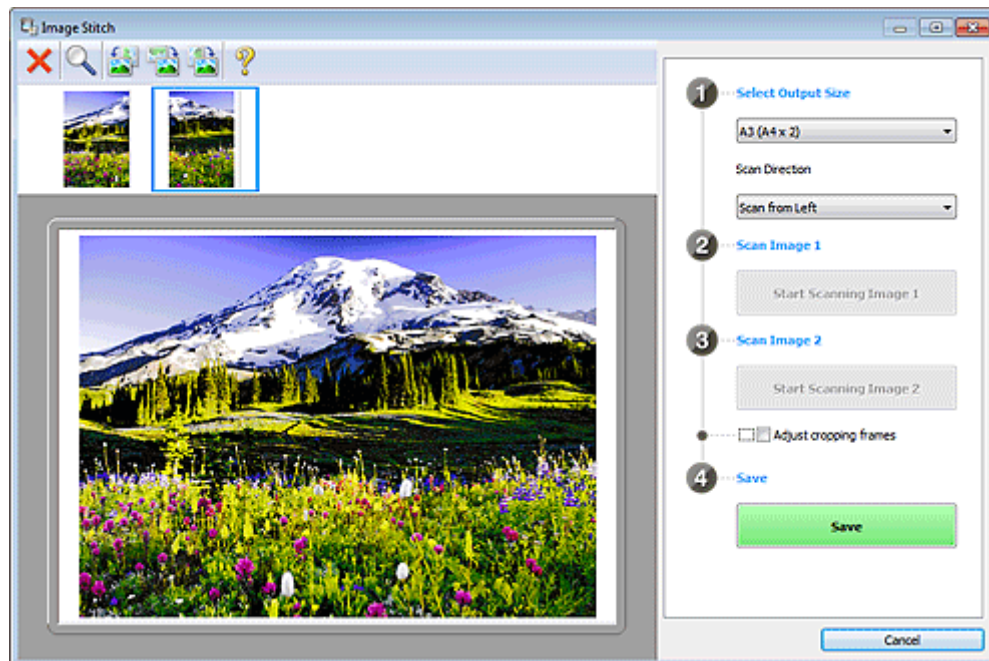 Image Stitch
?
1 Select Output Size
A3 (A4 x 2)
Scan Direction
Scan from Left
2 Scan Image 1
Start Scanning Image 1
3 Scan Image 2
Start Scanning Image 2
Adjust cropping frames
4 Save
Save
Cancel